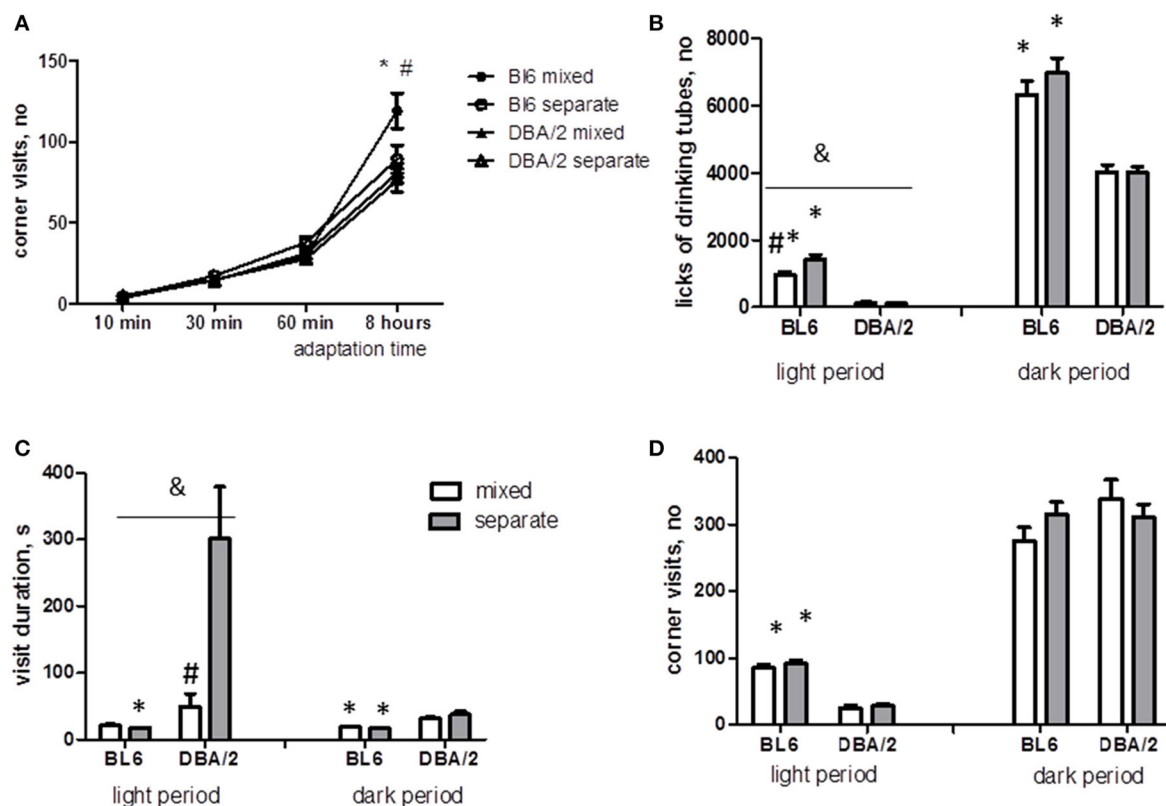 A
corner visits, no
150
100
50
0
10 min 30 min 60 min 8 hours
adaptation time
* #
Bl6 mixed
Bl6 separate
DBA/2 mixed
DBA/2 separate
B
licks of drinking tubes, no
8000
6000
4000
2000
0
&
#* *
* *
BL6 DBA/2 BL6 DBA/2
light period dark period
C
visit duration, s
400
300
200
100
0
&
* #
* *
mixed
separate
BL6 DBA/2 BL6 DBA/2
light period dark period
D
corner visits, no
400
300
200
100
0
* *
BL6 DBA/2 BL6 DBA/2
light period dark period